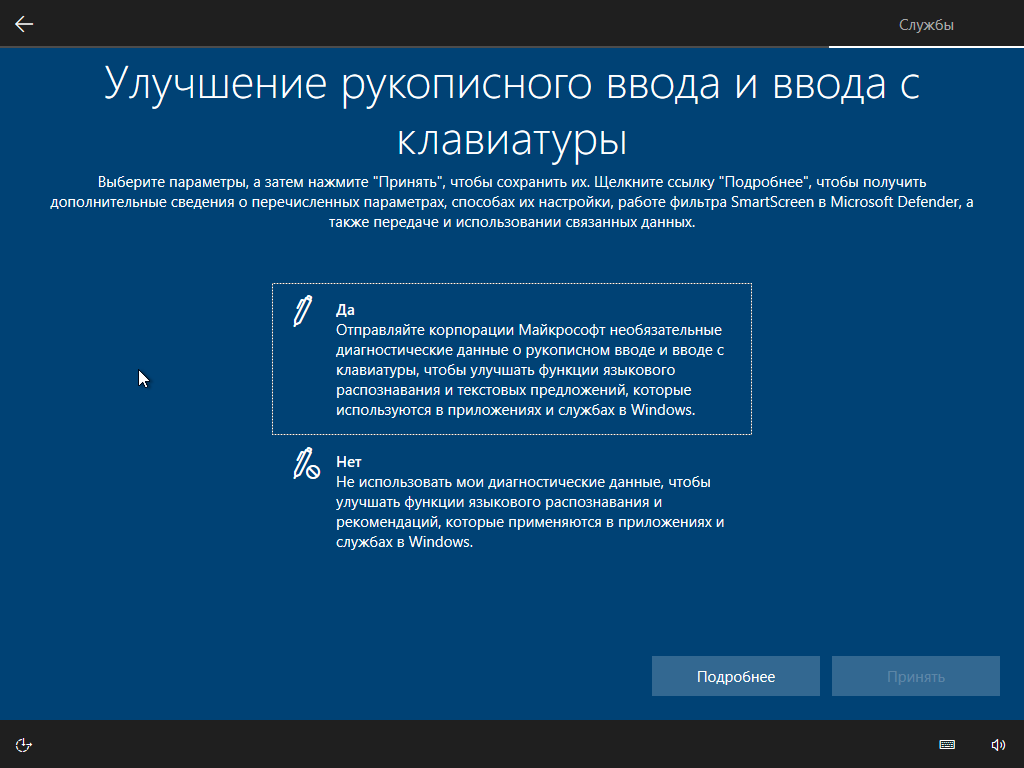 Службы
Улучшение рукописного ввода и ввода с
клавиатуры
Выберите параметры, а затем нажмите "Принять", чтобы сохранить их. Щелкните ссылку "Подробнее", чтобы получить
дополнительные сведения о перечисленных параметрах, способах их настройки, работе фильтра SmartScreen в Microsoft Defender, а
также передаче и использовании связанных данных.
Да
Отправляйте корпорации Майкрософт необязательные
диагностические данные о рукописном вводе и вводе с
клавиатуры, чтобы улучшать функции языкового
распознавания и текстовых предложений, которые
используются в приложениях и службах в Windows.
Нет
Не использовать мои диагностические данные, чтобы
улучшать функции языкового распознавания и
рекомендаций, которые применяются в приложениях и
службах в Windows.
Подробнее
Принять